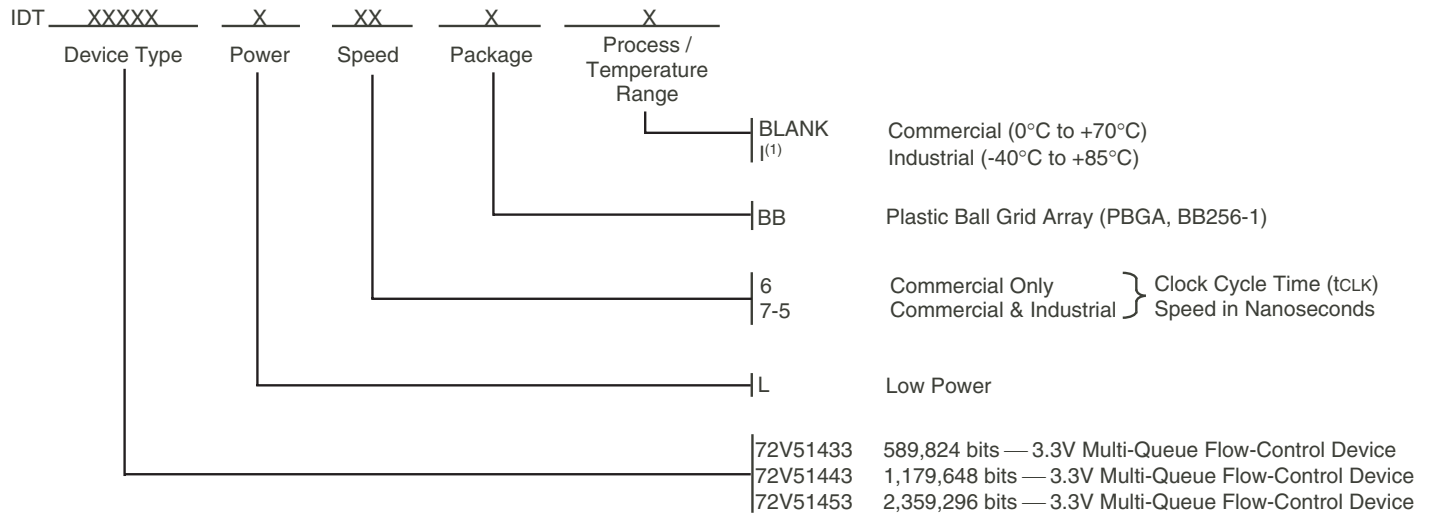 IDT XXXXX X XX X X
Device Type Power Speed Package Process / Temperature Range
BLANK Commercial (0°C to +70°C)
I(1) Industrial (-40°C to +85°C)
BB Plastic Ball Grid Array (PBGA, BB256-1)
6 Commercial Only Clock Cycle Time (tCLK)
7-5 Commercial & Industrial Speed in Nanoseconds
L Low Power
72V51433 589,824 bits — 3.3V Multi-Queue Flow-Control Device
72V51443 1,179,648 bits — 3.3V Multi-Queue Flow-Control Device
72V51453 2,359,296 bits — 3.3V Multi-Queue Flow-Control Device